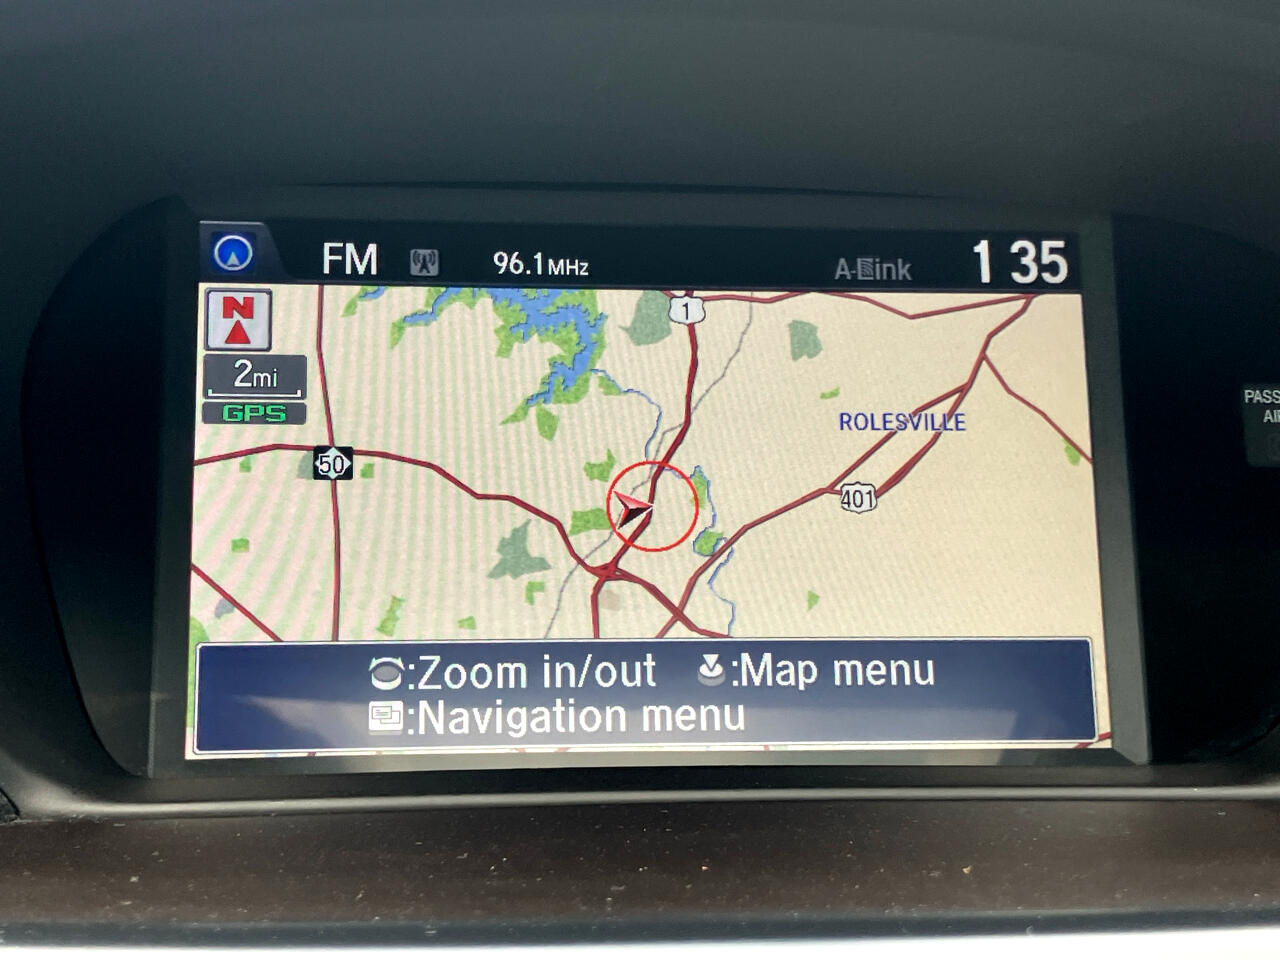 FM 96.1MHz A-Link 1 35
N
2mi
GPS
1
ROLESVILLE
50
401
:Zoom in/out :Map menu
:Navigation menu
PASS